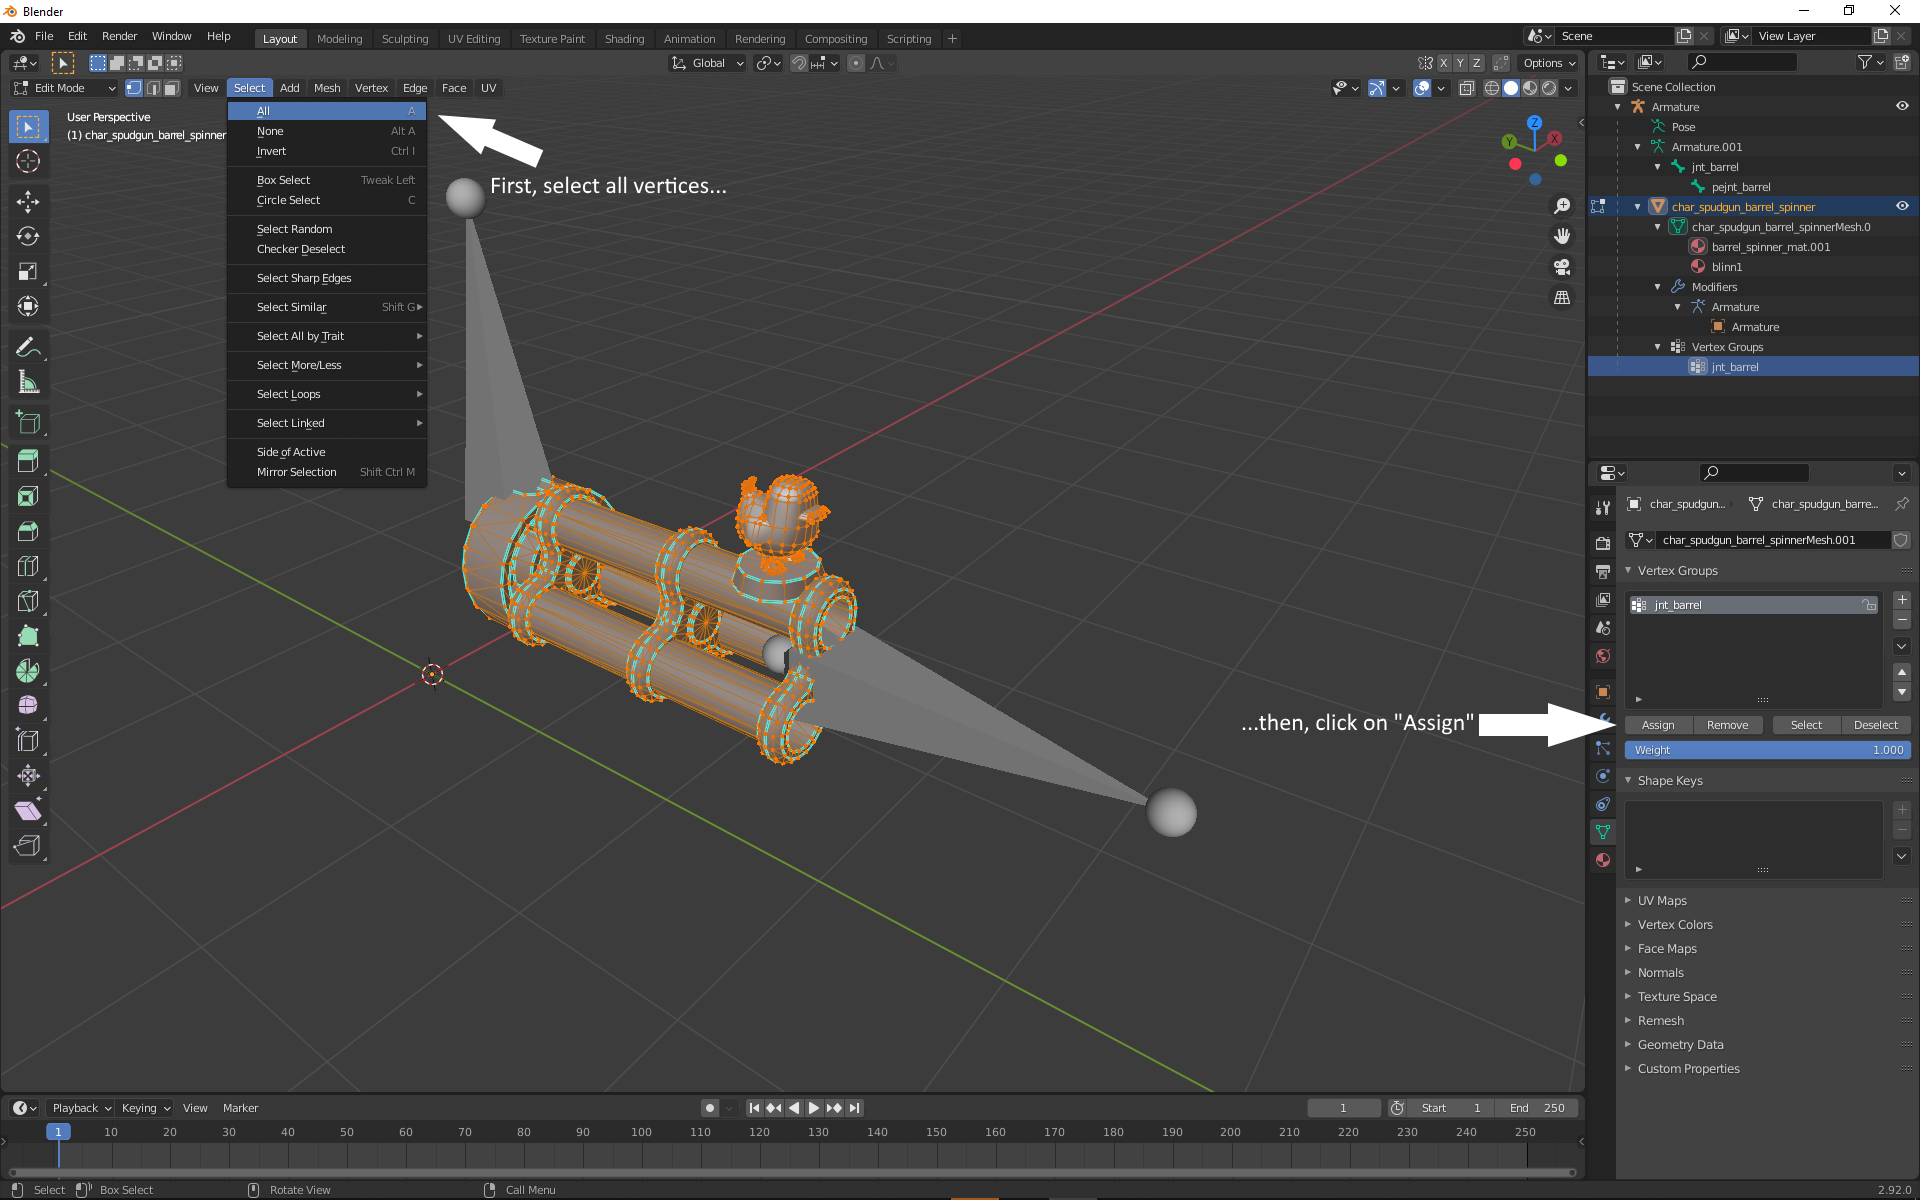 Blender
File Edit Render Window Help
Layout Modeling Sculpting UV Editing Texture Paint Shading Animation Rendering Compositing Scripting +
Scene
View Layer
Global
X Y Z
Options
Edit Mode
View Select Add Mesh Vertex Edge Face UV
User Perspective
(1) char_spudgun_barrel_spinner
All A
None Alt A
Invert Ctrl I
Box Select Tweak Left
Circle Select C
Select Random
Checker Deselect
Select Sharp Edges
Select Similar Shift G
Select All by Trait
Select More/Less
Select Loops
Select Linked
Side of Active
Mirror Selection Shift Ctrl M
First, select all vertices...
Z
Y
X
...then, click on "Assign"
Scene Collection
Armature
Pose
Armature.001
jnt_barrel
pejnt_barrel
char_spudgun_barrel_spinner
char_spudgun_barrel_spinnerMesh.0
barrel_spinner_mat.001
blinn1
Modifiers
Armature
Armature
Vertex Groups
jnt_barrel
char_spudgun... char_spudgun_barre...
char_spudgun_barrel_spinnerMesh.001
Vertex Groups
jnt_barrel
Assign Remove Select Deselect
Weight 1.000
Shape Keys
UV Maps
Vertex Colors
Face Maps
Normals
Texture Space
Remesh
Geometry Data
Custom Properties
Playback Keying View Marker
1 Start 1 End 250
1 10 20 30 40 50 60 70 80 90 100 110 120 130 140 150 160 170 180 190 200 210 220 230 240 250
Select Box Select Rotate View Call Menu
2.92.0